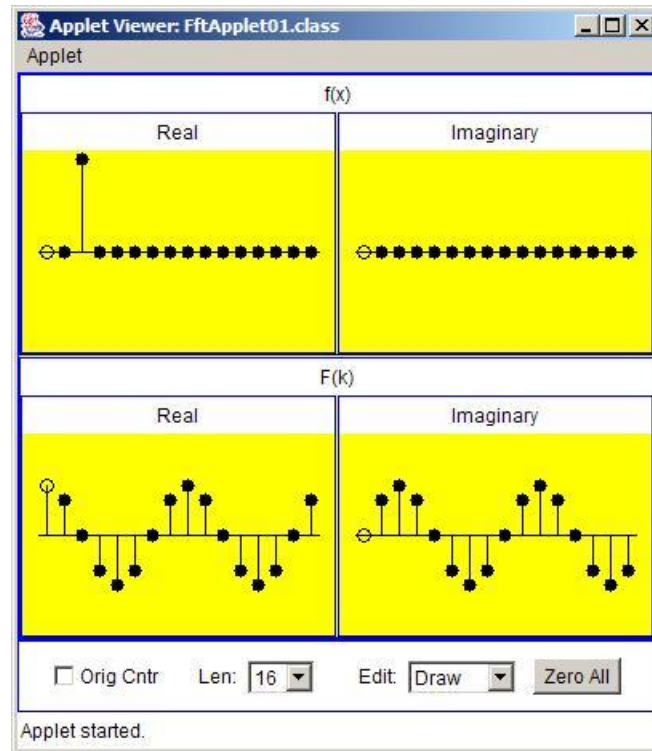 Applet Viewer: FftApplet01.class
Applet
f(x)
Real Imaginary
F(k)
Real Imaginary
Orig Cntr Len: 16 Edit: Draw Zero All
Applet started.